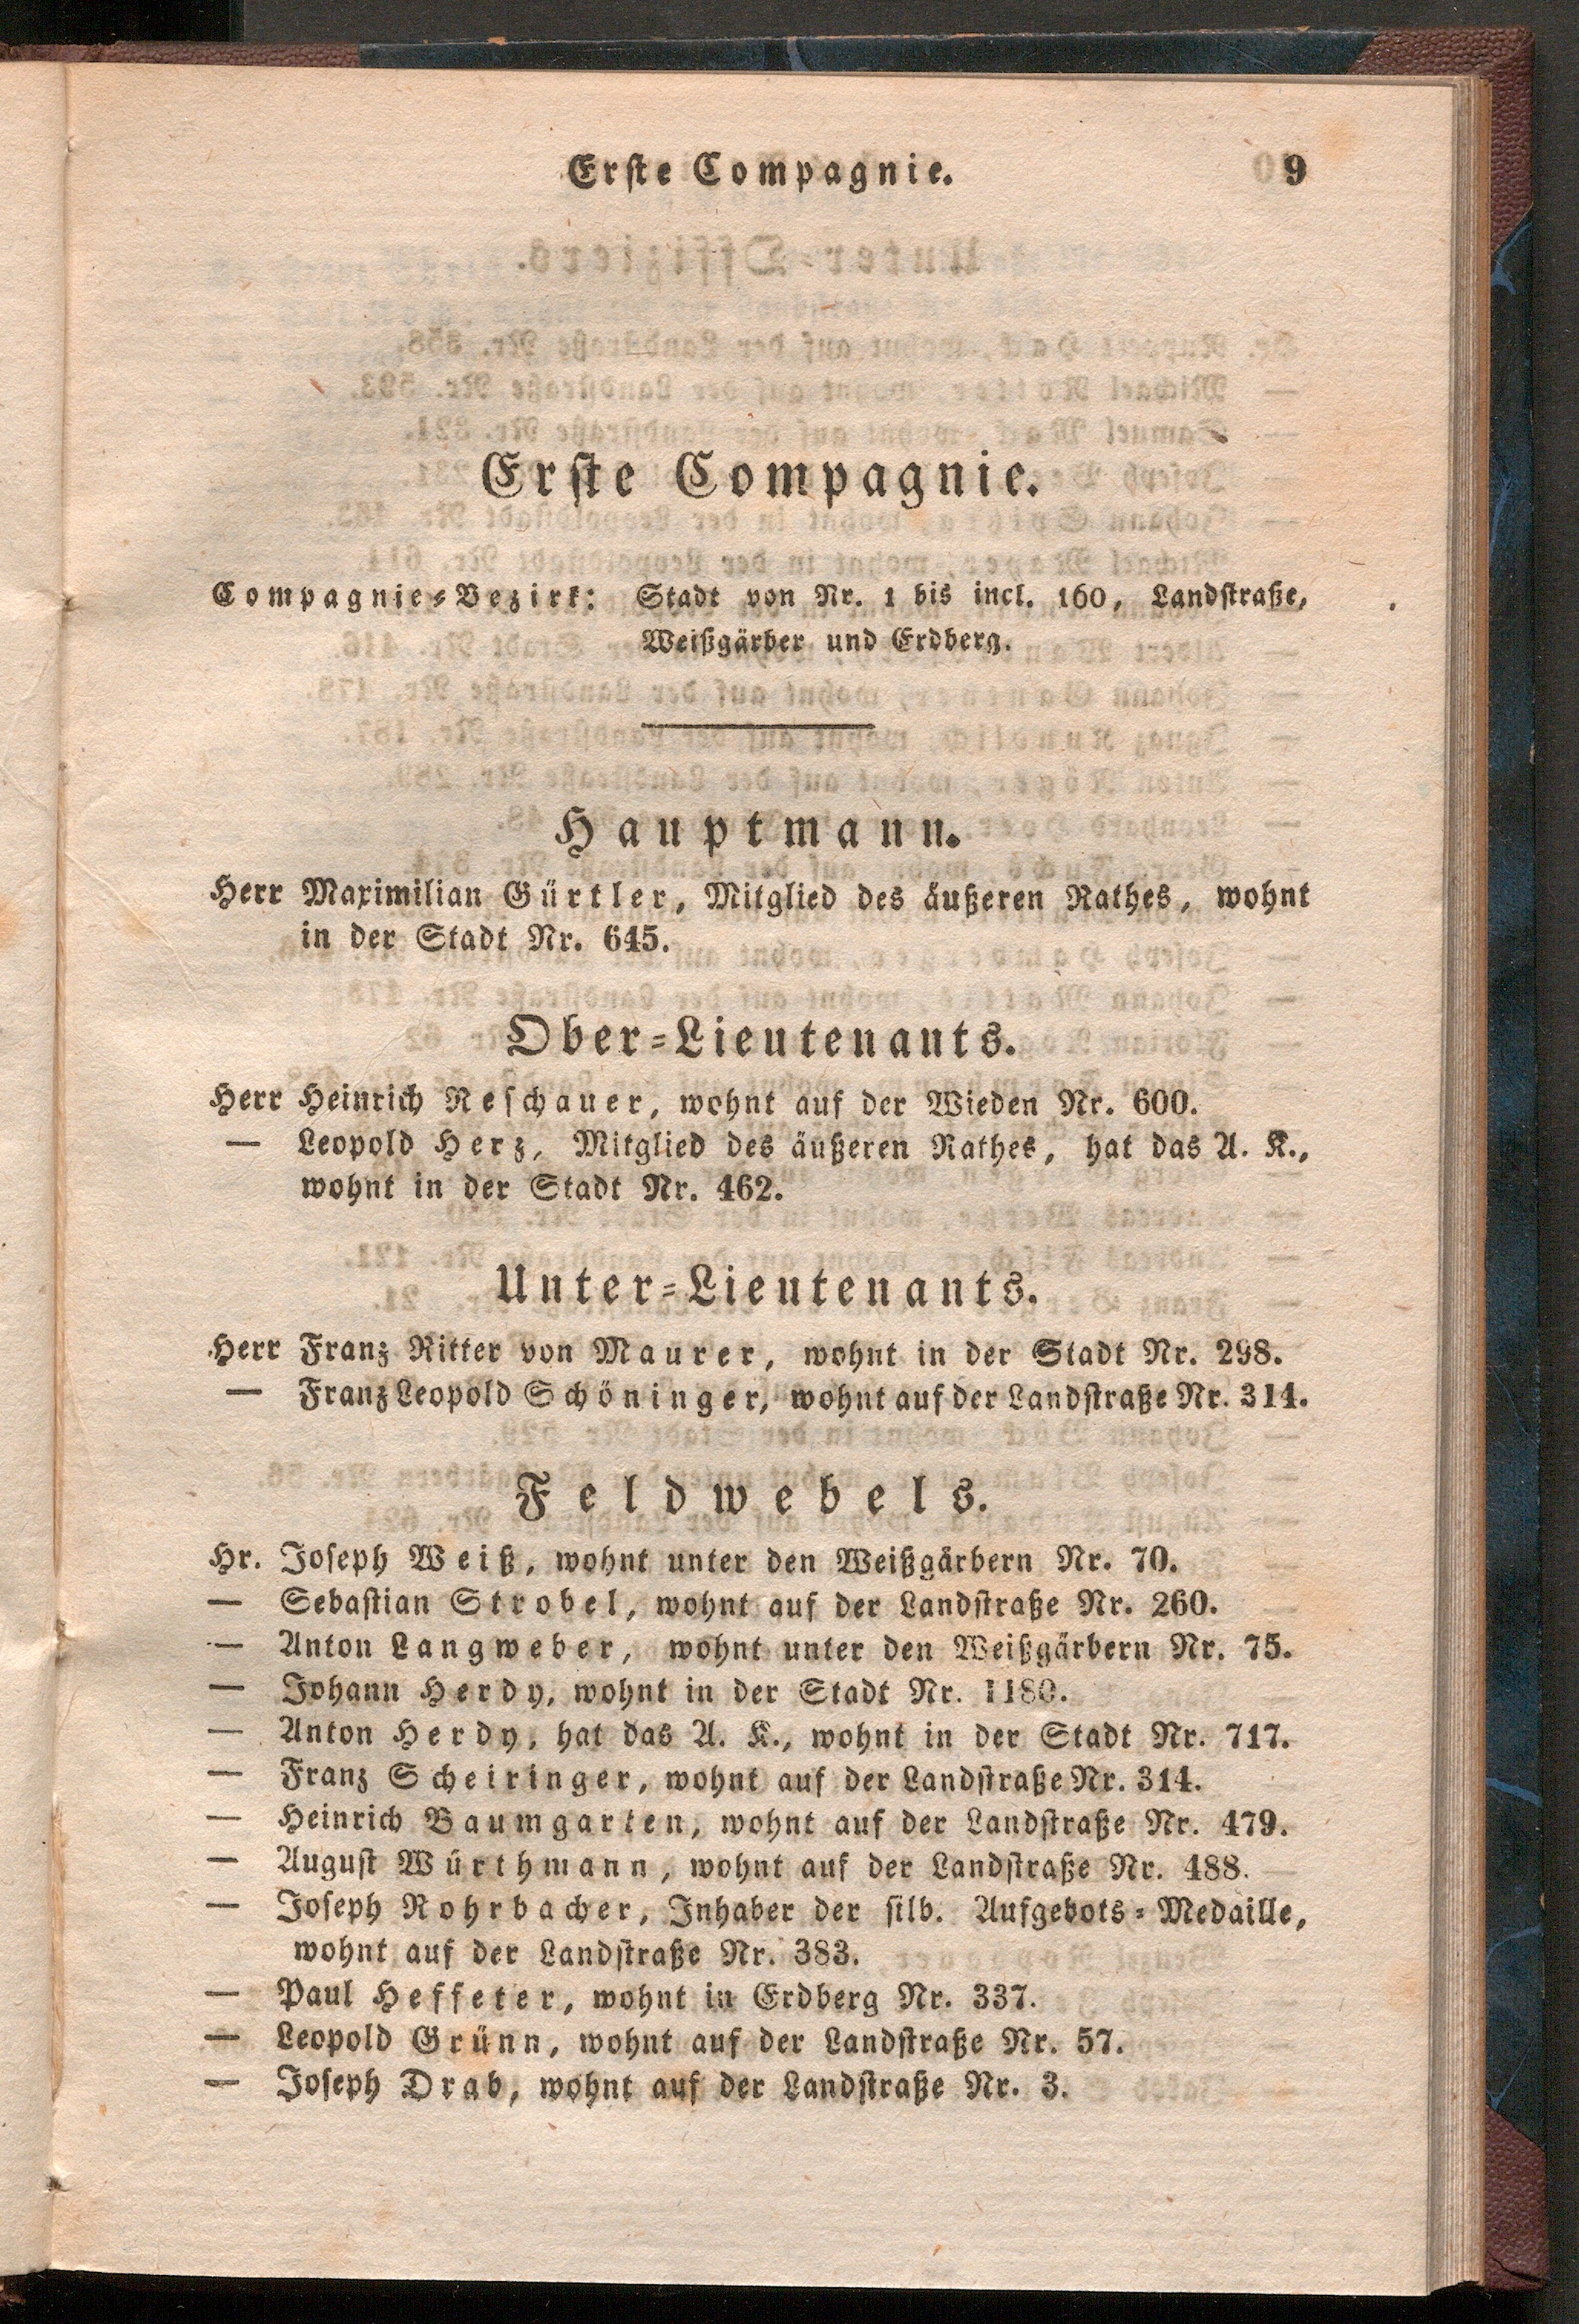 Erste Compagnie. 9
Erste Compagnie.
Compagnie-Bezirk: Stadt von Nr. 1 bis incl. 160, Landstraße,
Weißgärber und Erdberg.
Hauptmann.
Herr Maximilian Gürtler, Mitglied des äußeren Rathes, wohnt
in der Stadt Nr. 645.
Ober-Lieutenants.
Herr Heinrich Reschauer, wohnt auf der Wieden Nr. 600.
— Leopold Herz, Mitglied des äußeren Rathes, hat das A. K.,
wohnt in der Stadt Nr. 462.
Unter-Lieutenants.
Herr Franz Ritter von Maurer, wohnt in der Stadt Nr. 298.
— Franz Leopold Schöninger, wohnt auf der Landstraße Nr. 314.
Feldwebels.
Hr. Joseph Weiß, wohnt unter den Weißgärbern Nr. 70.
— Sebastian Strobel, wohnt auf der Landstraße Nr. 260.
— Anton Langweber, wohnt unter den Weißgärbern Nr. 75.
— Johann Herdy, wohnt in der Stadt Nr. 1180.
— Anton Herdy, hat das A. K., wohnt in der Stadt Nr. 717.
— Franz Scheiringer, wohnt auf der Landstraße Nr. 314.
— Heinrich Baumgarten, wohnt auf der Landstraße Nr. 479.
— August Würthmann, wohnt auf der Landstraße Nr. 488.
— Joseph Rohrbacher, Inhaber der silb. Aufgebots-Medaille,
wohnt auf der Landstraße Nr. 383.
— Paul Heffeter, wohnt in Erdberg Nr. 337.
— Leopold Grünn, wohnt auf der Landstraße Nr. 57.
— Joseph Drab, wohnt auf der Landstraße Nr. 3.